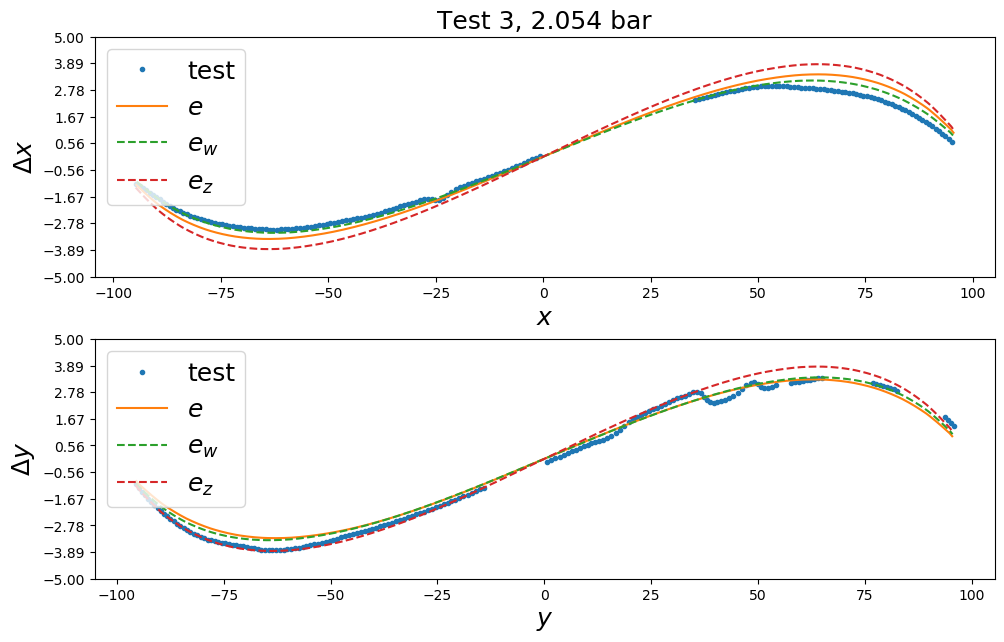 Test 3, 2.054 bar
5.00
3.89
2.78
1.67
0.56
−0.56
−1.67
−2.78
−3.89
−5.00
Δx
test
e
e_w
e_z
−100 −75 −50 −25 0 25 50 75 100
x
5.00
3.89
2.78
1.67
0.56
−0.56
−1.67
−2.78
−3.89
−5.00
Δy
test
e
e_w
e_z
−100 −75 −50 −25 0 25 50 75 100
y